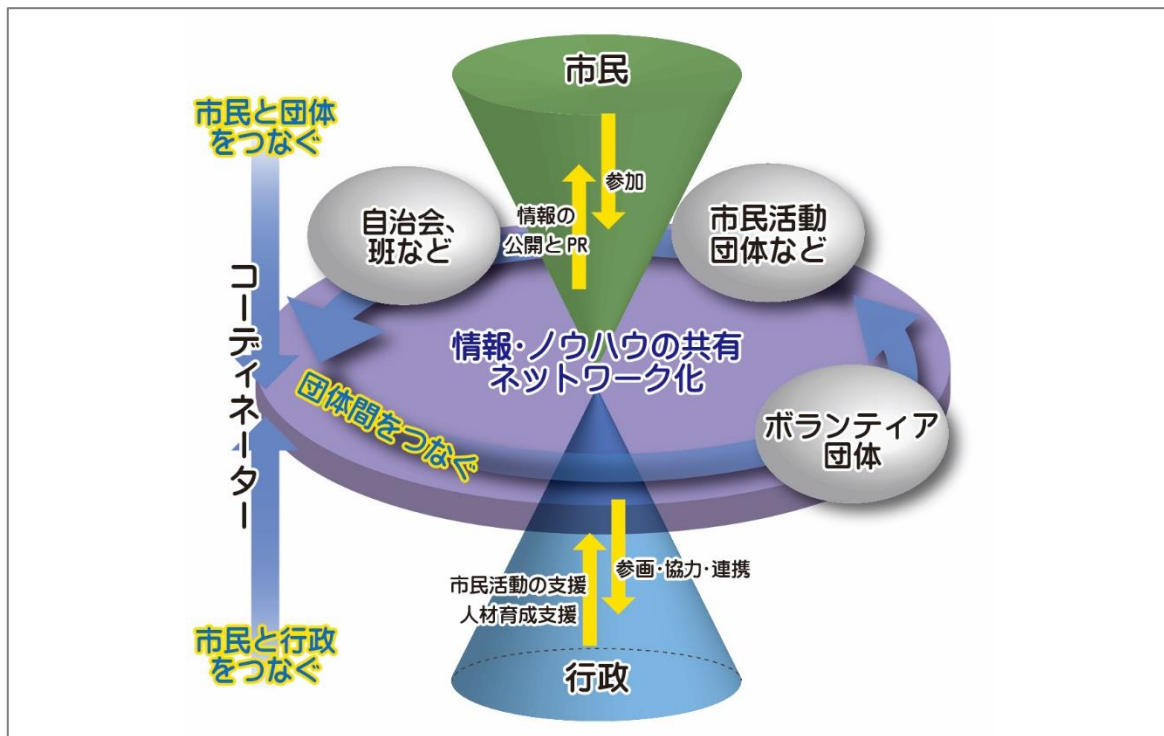 市民
市民と団体
をつなぐ
参加
情報の
公開とPR
自治会、
班など
市民活動
団体など
コーディネーター
情報・ノウハウの共有
ネットワーク化
団体間をつなぐ
ボランティア
団体
参画・協力・連携
市民活動の支援
人材育成支援
市民と行政
をつなぐ
行政